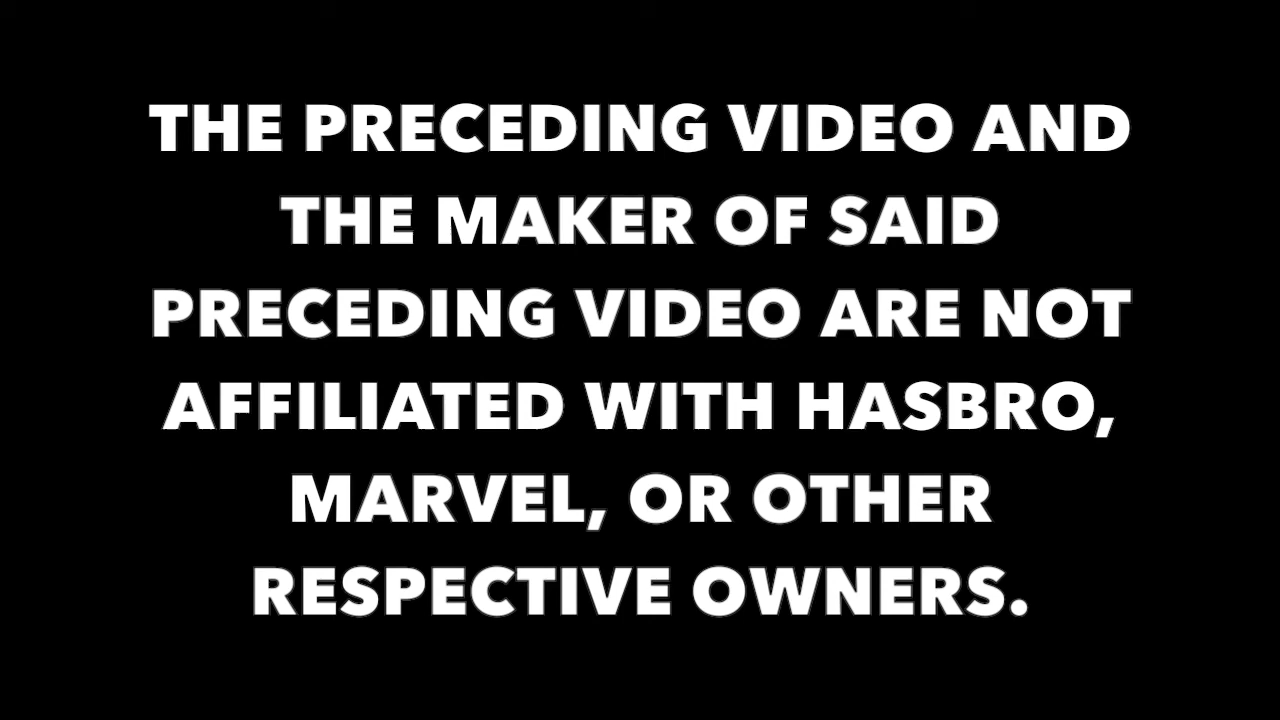 THE PRECEDING VIDEO AND
THE MAKER OF SAID
PRECEDING VIDEO ARE NOT
AFFILIATED WITH HASBRO,
MARVEL, OR OTHER
RESPECTIVE OWNERS.